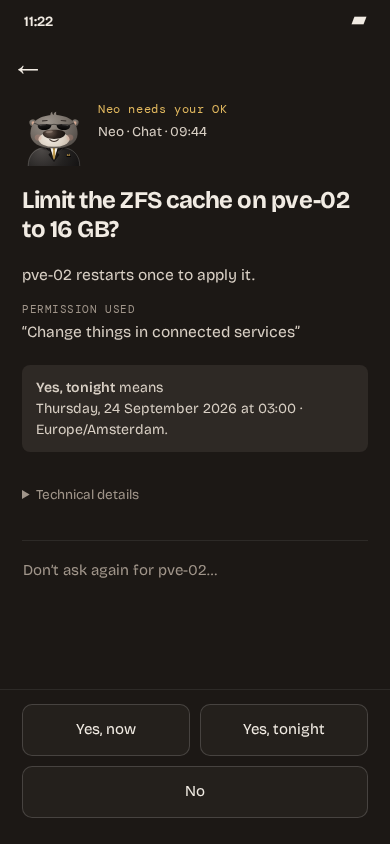 11:22
←
Neo needs your OK
Neo · Chat · 09:44
Limit the ZFS cache on pve-02
to 16 GB?
pve-02 restarts once to apply it.
PERMISSION USED
“Change things in connected services”
Yes, tonight means
Thursday, 24 September 2026 at 03:00 ·
Europe/Amsterdam.
▶ Technical details
Don’t ask again for pve-02...
Yes, now
Yes, tonight
No